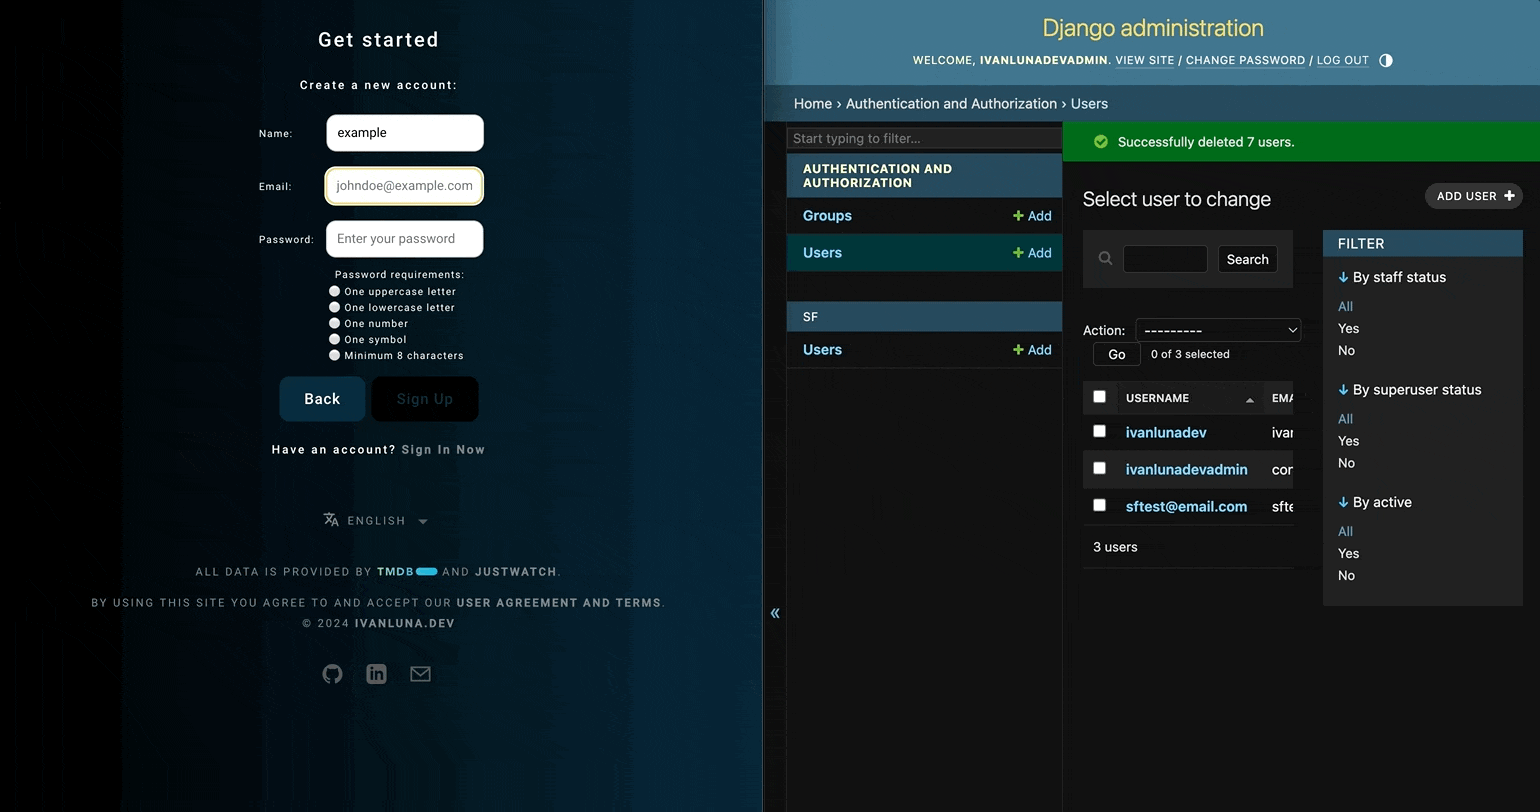 Get started
Create a new account:
Name:
example
Email:
johndoe@example.com
Password:
Enter your password
Password requirements:
One uppercase letter
One lowercase letter
One number
One symbol
Minimum 8 characters
Back
Sign Up
Have an account? Sign In Now
ENGLISH
ALL DATA IS PROVIDED BY TMDB AND JUSTWATCH.
BY USING THIS SITE YOU AGREE TO AND ACCEPT OUR USER AGREEMENT AND TERMS.
© 2024 IVANLUNA.DEV
in
Django administration
WELCOME, IVANLUNADEVADMIN. VIEW SITE / CHANGE PASSWORD / LOG OUT
Home › Authentication and Authorization › Users
«
Start typing to filter...
AUTHENTICATION AND
AUTHORIZATION
Groups
+ Add
Users
+ Add
SF
Users
+ Add
Successfully deleted 7 users.
Select user to change
ADD USER +
Search
Action:
---------
Go
0 of 3 selected
USERNAME
EMA
ivanlunadev
ivar
ivanlunadevadmin
cor
sftest@email.com
sfte
3 users
FILTER
↓ By staff status
All
Yes
No
↓ By superuser status
All
Yes
No
↓ By active
All
Yes
No